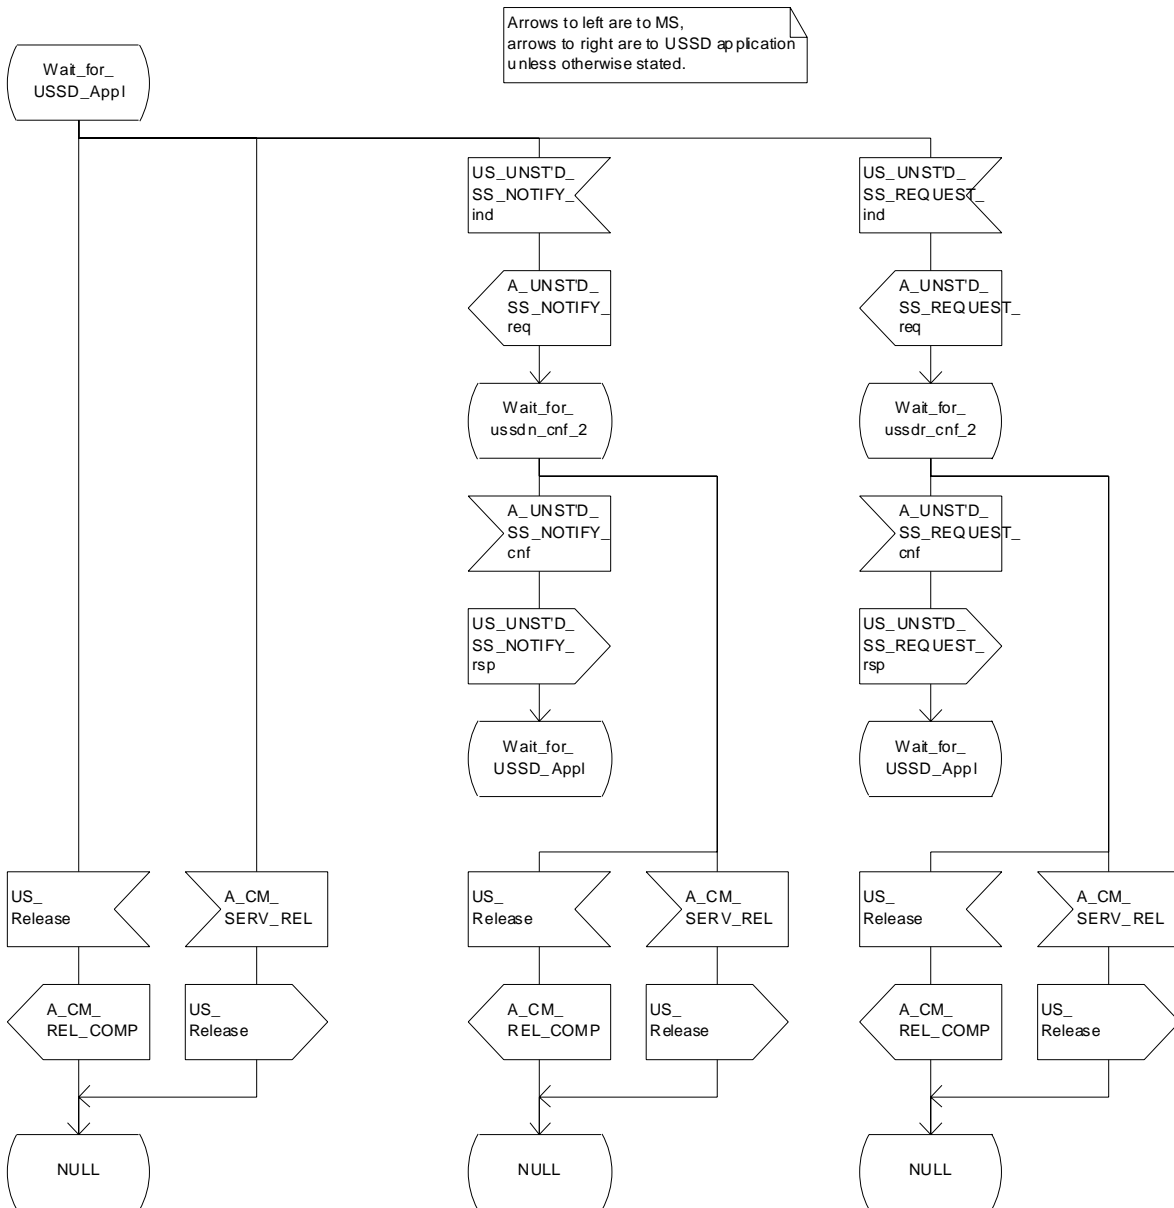 Arrows to left are to MS,
arrows to right are to USSD application
unless otherwise stated.
Wait_for_
USSD_Appl
US_UNST'D_
SS_NOTIFY_
ind
US_UNST'D_
SS_REQUEST_
ind
A_UNST'D_
SS_NOTIFY_
req
A_UNST'D_
SS_REQUEST_
req
Wait_for_
ussdn_cnf_2
Wait_for_
ussdr_cnf_2
A_UNST'D_
SS_NOTIFY_
cnf
A_UNST'D_
SS_REQUEST_
cnf
US_UNST'D_
SS_NOTIFY_
rsp
US_UNST'D_
SS_REQUEST_
rsp
Wait_for_
USSD_Appl
Wait_for_
USSD_Appl
US_
Release
A_CM_
SERV_REL
US_
Release
A_CM_
SERV_REL
US_
Release
A_CM_
SERV_REL
A_CM_
REL_COMP
US_
Release
A_CM_
REL_COMP
US_
Release
A_CM_
REL_COMP
US_
Release
NULL
NULL
NULL